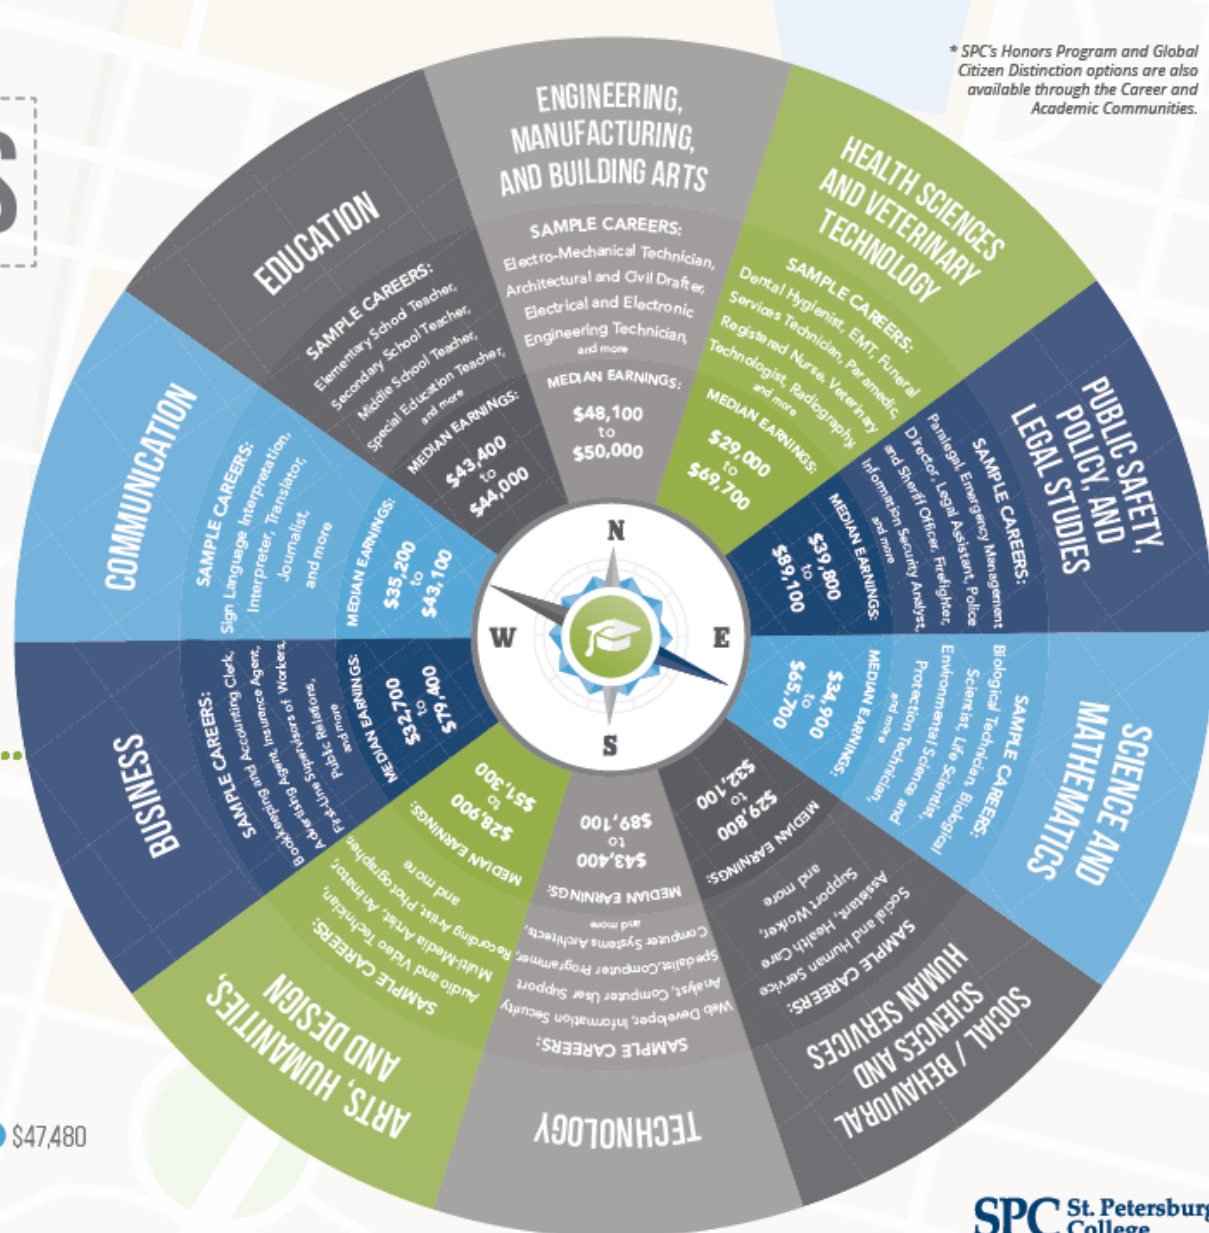 S
* SPC's Honors Program and Global
Citizen Distinction options are also
available through the Career and
Academic Communities.
ENGINEERING,
MANUFACTURING,
AND BUILDING ARTS
SAMPLE CAREERS:
Electro-Mechanical Technician,
Architectural and Civil Drafter,
Electrical and Electronic
Engineering Technician,
and more
MEDIAN EARNINGS:
$48,100
to
$50,000
HEALTH SCIENCES
AND VETERINARY
TECHNOLOGY
SAMPLE CAREERS:
Dental Hygienist, EMT, Funeral
Services Technician, Paramedic,
Registered Nurse, Veterinary
Technologist, Radiography,
and more
MEDIAN EARNINGS:
$29,000
to
$69,700
PUBLIC SAFETY,
POLICY, AND
LEGAL STUDIES
SAMPLE CAREERS:
Paralegal, Emergency Management
Director, Legal Assistant, Police
and Sheriff Officer, Firefighter,
Information Security Analyst,
and more
MEDIAN EARNINGS:
$39,800
to
$89,100
SCIENCE AND
MATHEMATICS
SAMPLE CAREERS:
Biological Technician, Biological
Scientist, Life Scientist,
Environmental Science and
Protection Technician,
and more
MEDIAN EARNINGS:
$34,900
to
$65,700
SOCIAL / BEHAVIORAL
SCIENCES AND
HUMAN SERVICES
SAMPLE CAREERS:
Social and Human Service
Assistant, Health Care
Support Worker,
and more
MEDIAN EARNINGS:
$29,800
to
$32,100
TECHNOLOGY
SAMPLE CAREERS:
Web Developer, Information Security
Analyst, Computer User Support
Specialist, Computer Programmer,
Computer Systems Architects,
and more
MEDIAN EARNINGS:
$43,400
to
$89,100
ARTS, HUMANITIES,
AND DESIGN
SAMPLE CAREERS:
Audio and Video Technician,
Multi-Media Artist, Animator,
Recording Artist, Photographer,
and more
MEDIAN EARNINGS:
$28,900
to
$51,300
BUSINESS
SAMPLE CAREERS:
Bookkeeping and Accounting Clerk,
Advertising Agent, Insurance Agent,
First-Line Supervisors of Workers,
Public Relations,
and more
MEDIAN EARNINGS:
$32,700
to
$79,400
COMMUNICATION
SAMPLE CAREERS:
Sign Language Interpretation,
Interpreter, Translator,
Journalist,
and more
MEDIAN EARNINGS:
$35,200
to
$43,100
EDUCATION
SAMPLE CAREERS:
Elementary School Teacher,
Secondary School Teacher,
Middle School Teacher,
Special Education Teacher,
and more
MEDIAN EARNINGS:
$43,400
to
$44,000
N
W
E
S
$47,480
SPC St. Petersburg
College